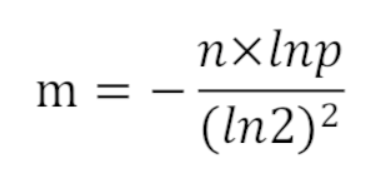 m = − n×lnp / (ln2)²